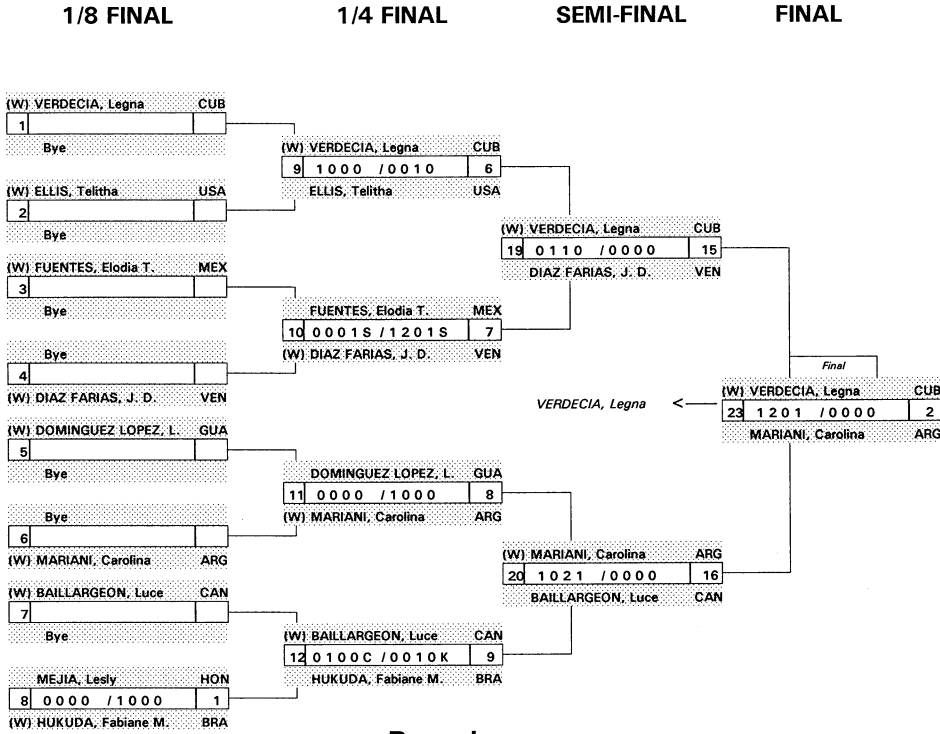 1/8 FINAL 1/4 FINAL SEMI-FINAL FINAL
(W) VERDECIA, Legna CUB
1
Bye
(W) ELLIS, Telitha USA
2
Bye
(W) FUENTES, Elodia T. MEX
3
Bye
Bye
4
(W) DIAZ FARIAS, J. D. VEN
(W) DOMINGUEZ LOPEZ, L. GUA
5
Bye
Bye
6
(W) MARIANI, Carolina ARG
(W) BAILLARGEON, Luce CAN
7
Bye
MEJIA, Lesly HON
8 0000 /1000 1
(W) HUKUDA, Fabiane M. BRA
(W) VERDECIA, Legna CUB
9 1000 /0010 6
ELLIS, Telitha USA
FUENTES, Elodia T. MEX
10 0001S /1201S 7
(W) DIAZ FARIAS, J. D. VEN
DOMINGUEZ LOPEZ, L. GUA
11 0000 /1000 8
(W) MARIANI, Carolina ARG
(W) BAILLARGEON, Luce CAN
12 0100C /0010K 9
HUKUDA, Fabiane M. BRA
(W) VERDECIA, Legna CUB
19 0110 /0000 15
DIAZ FARIAS, J. D. VEN
(W) MARIANI, Carolina ARG
20 1021 /0000 16
BAILLARGEON, Luce CAN
Final
(W) VERDECIA, Legna CUB
23 1201 /0000 2
MARIANI, Carolina ARG
VERDECIA, Legna <